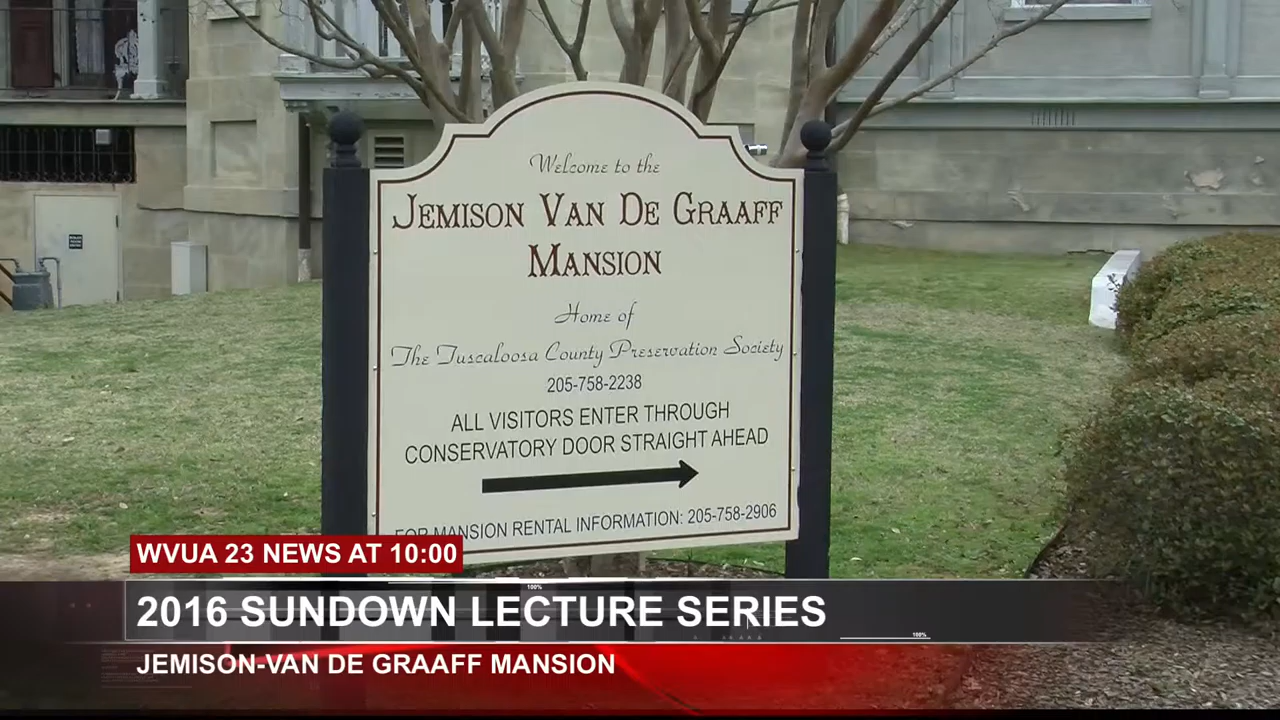 Welcome to the
JEMISON VAN DE GRAAFF
MANSION
Home of
The Tuscaloosa County Preservation Society
205-758-2238
ALL VISITORS ENTER THROUGH
CONSERVATORY DOOR STRAIGHT AHEAD
FOR MANSION RENTAL INFORMATION: 205-758-2906
WVUA 23 NEWS AT 10:00
100%
2016 SUNDOWN LECTURE SERIES
100%
JEMISON-VAN DE GRAAFF MANSION